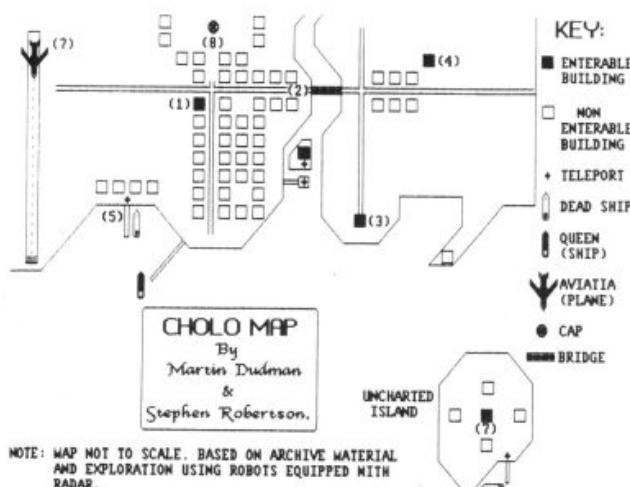 (7)
(8)
(4)
(2)
(1)
(5)
(3)
KEY:
ENTERABLE
BUILDING
NON
ENTERABLE
BUILDING
TELEPORT
DEAD SHIP
QUEEN
(SHIP)
AVIATIA
(PLANE)
CAP
BRIDGE
CHOLO MAP
By
Martin Dudman
&
Stephen Robertson.
UNCHARTED
ISLAND
(?)
NOTE: MAP NOT TO SCALE. BASED ON ARCHIVE MATERIAL
AND EXPLORATION USING ROBOTS EQUIPPED WITH
RADAR.